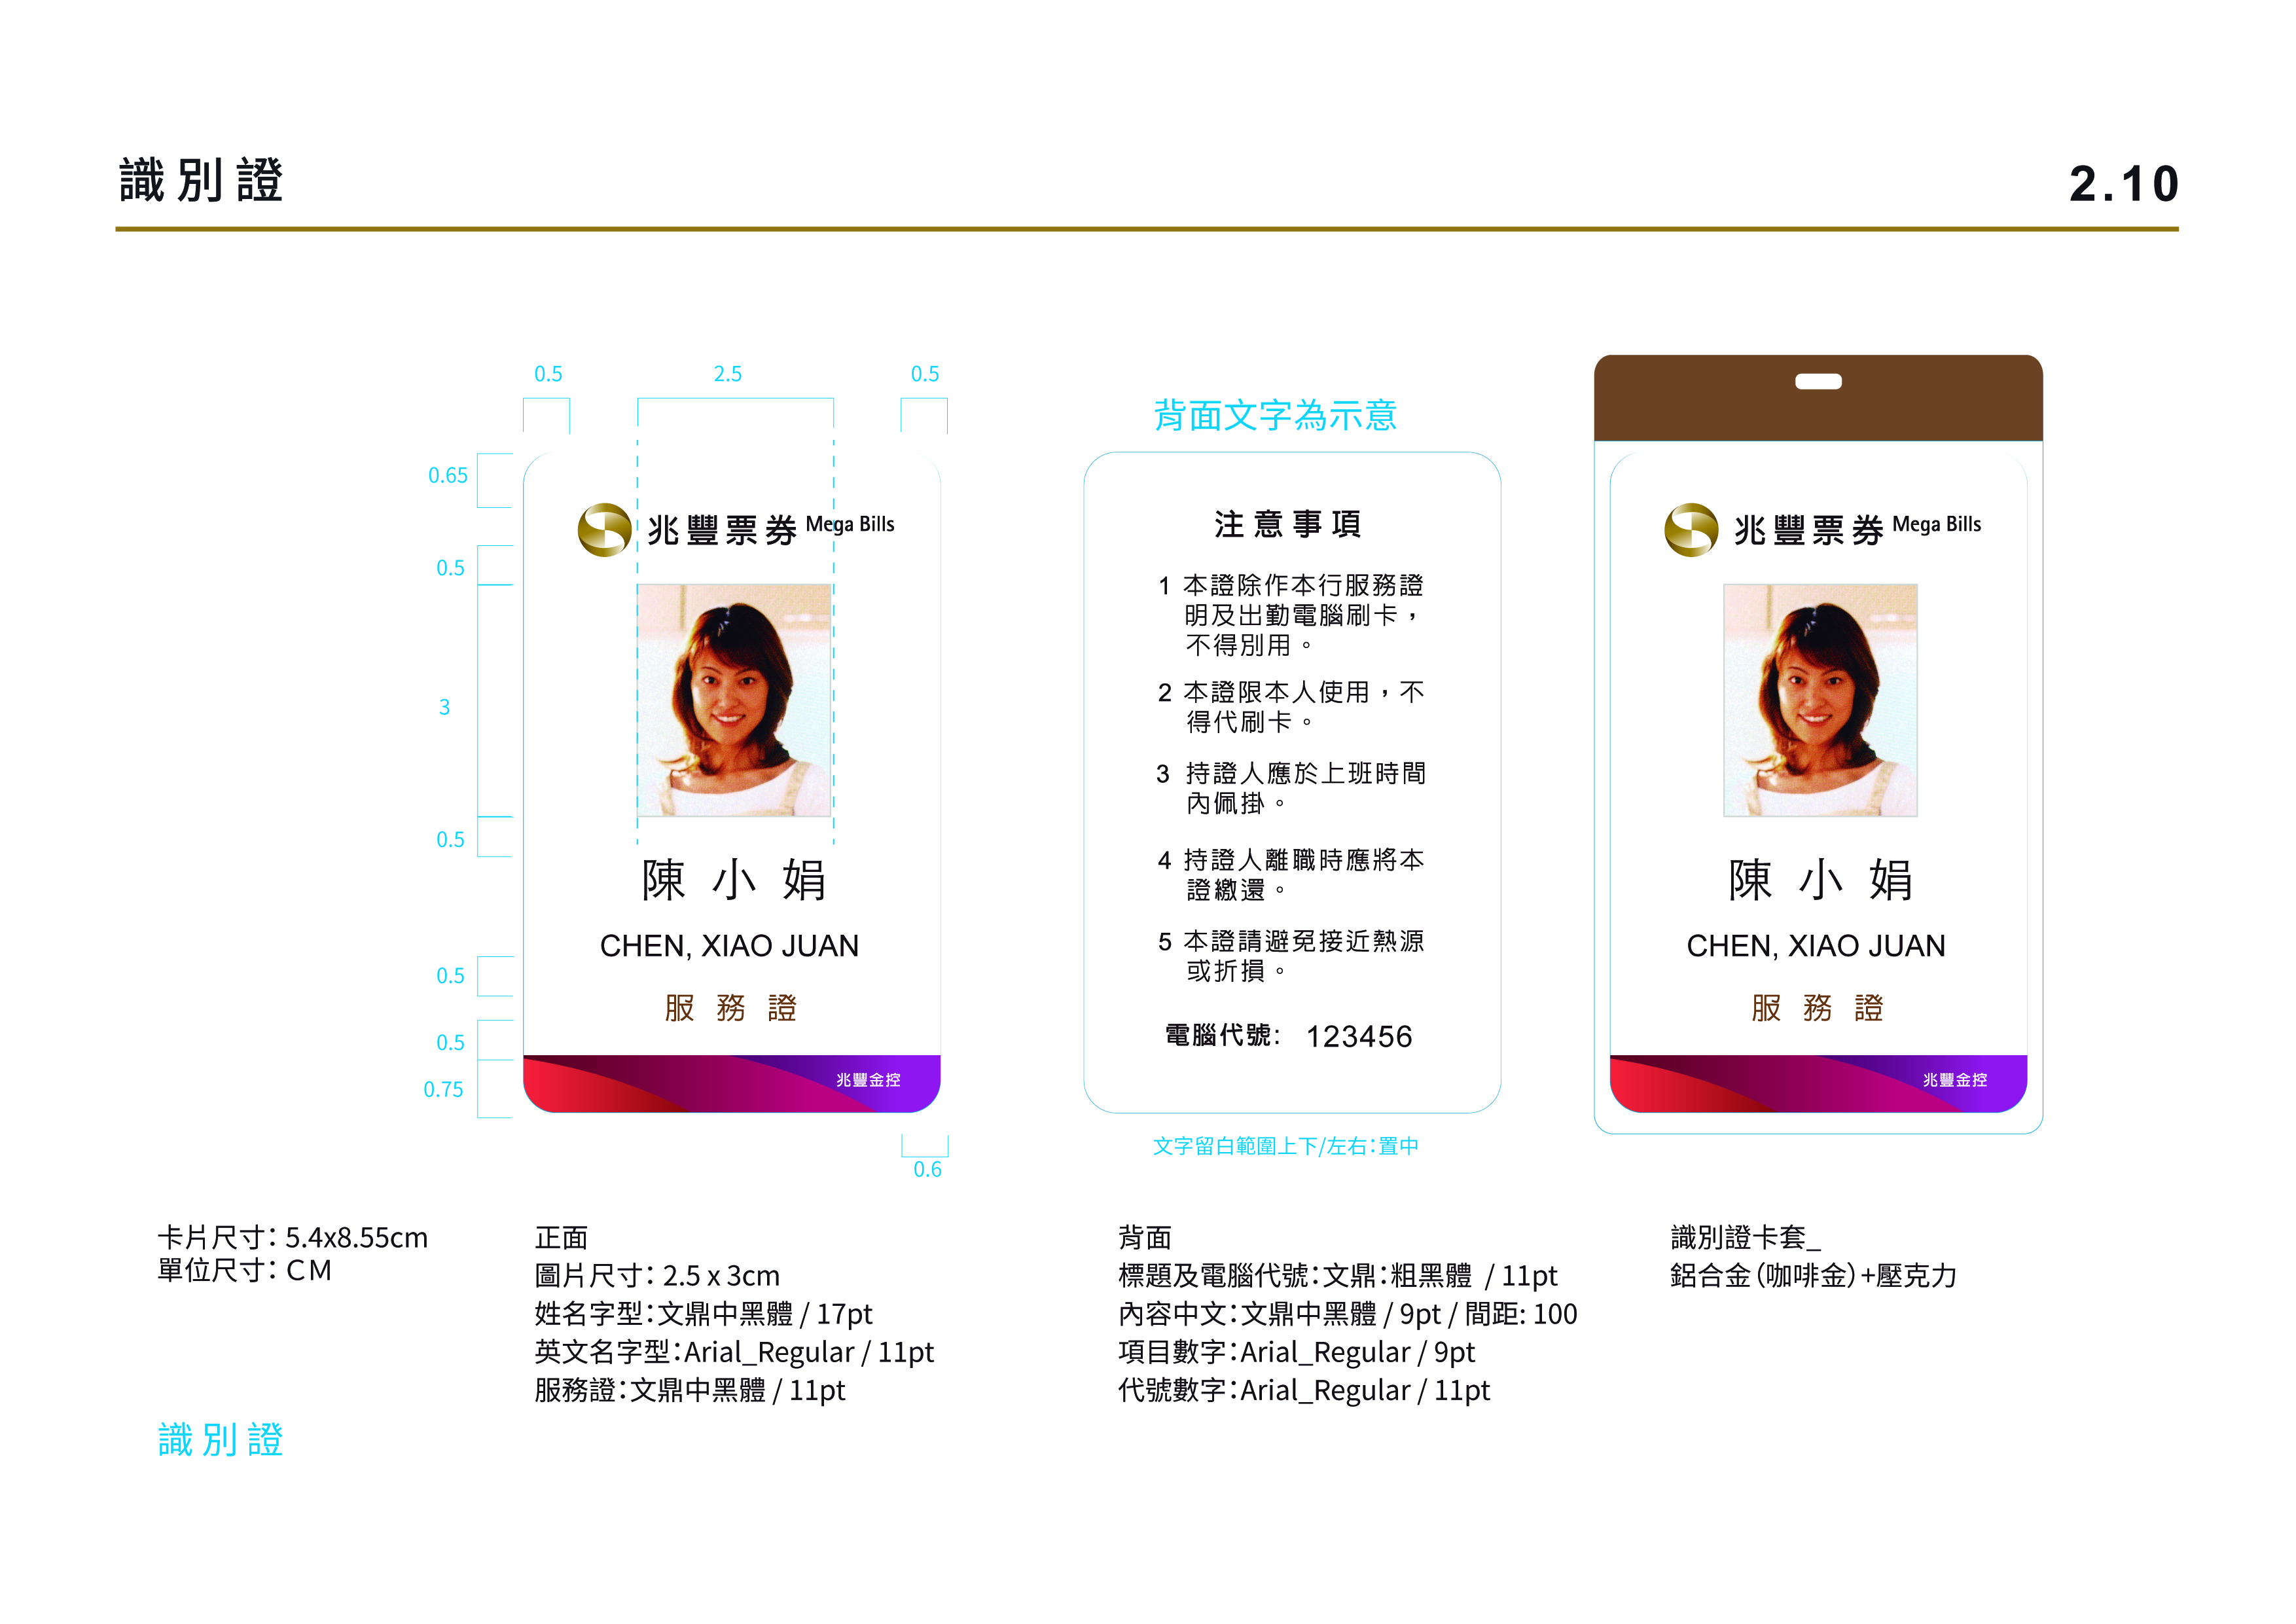 識別證
2.10
0.5
2.5
0.5
0.65
0.5
3
0.5
0.5
0.5
0.75
0.6
兆豐票券 Mega Bills
陳小娟
CHEN, XIAO JUAN
服務證
兆豐金控
背面文字為示意
注意事項
1 本證除作本行服務證
明及出勤電腦刷卡，
不得別用。
2 本證限本人使用，不
得代刷卡。
3 持證人應於上班時間
內佩掛。
4 持證人離職時應將本
證繳還。
5 本證請避免接近熱源
或折損。
電腦代號： 123456
文字留白範圍上下/左右：置中
兆豐票券 Mega Bills
陳小娟
CHEN, XIAO JUAN
服務證
兆豐金控
卡片尺寸： 5.4x8.55cm
單位尺寸： CM
正面
圖片尺寸： 2.5 x 3cm
姓名字型：文鼎中黑體 / 17pt
英文名字型：Arial_Regular / 11pt
服務證：文鼎中黑體 / 11pt
背面
標題及電腦代號：文鼎：粗黑體 / 11pt
內容中文：文鼎中黑體 / 9pt / 間距: 100
項目數字：Arial_Regular / 9pt
代號數字：Arial_Regular / 11pt
識別證卡套_
鋁合金（咖啡金）+壓克力
識別證